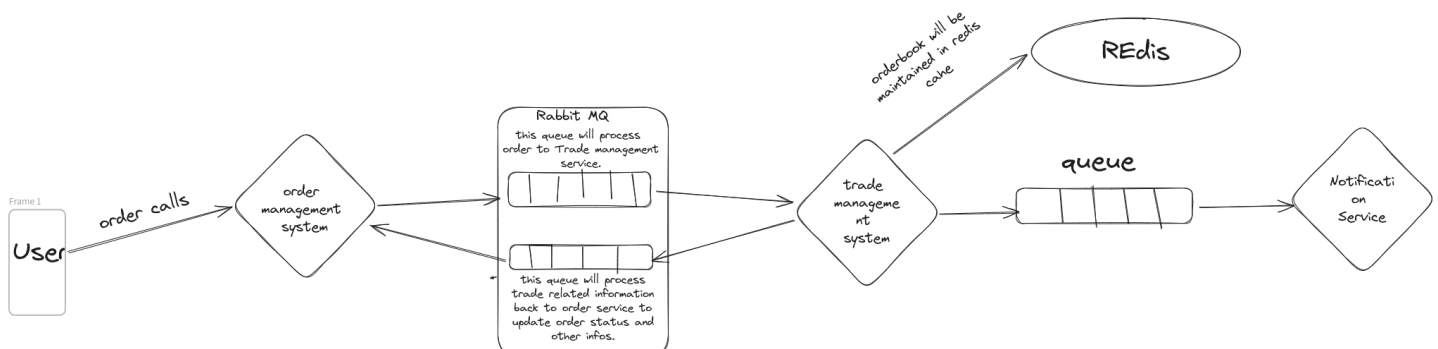 Frame 1
User
order calls
order
management
system
Rabbit MQ
this queue will process
order to Trade management
service.
this queue will process
trade related information
back to order service to
update order status and
other infos.
trade
manageme
nt
system
orderbook will be
maintained in redis
cahe
REdis
queue
Notificati
on
Service